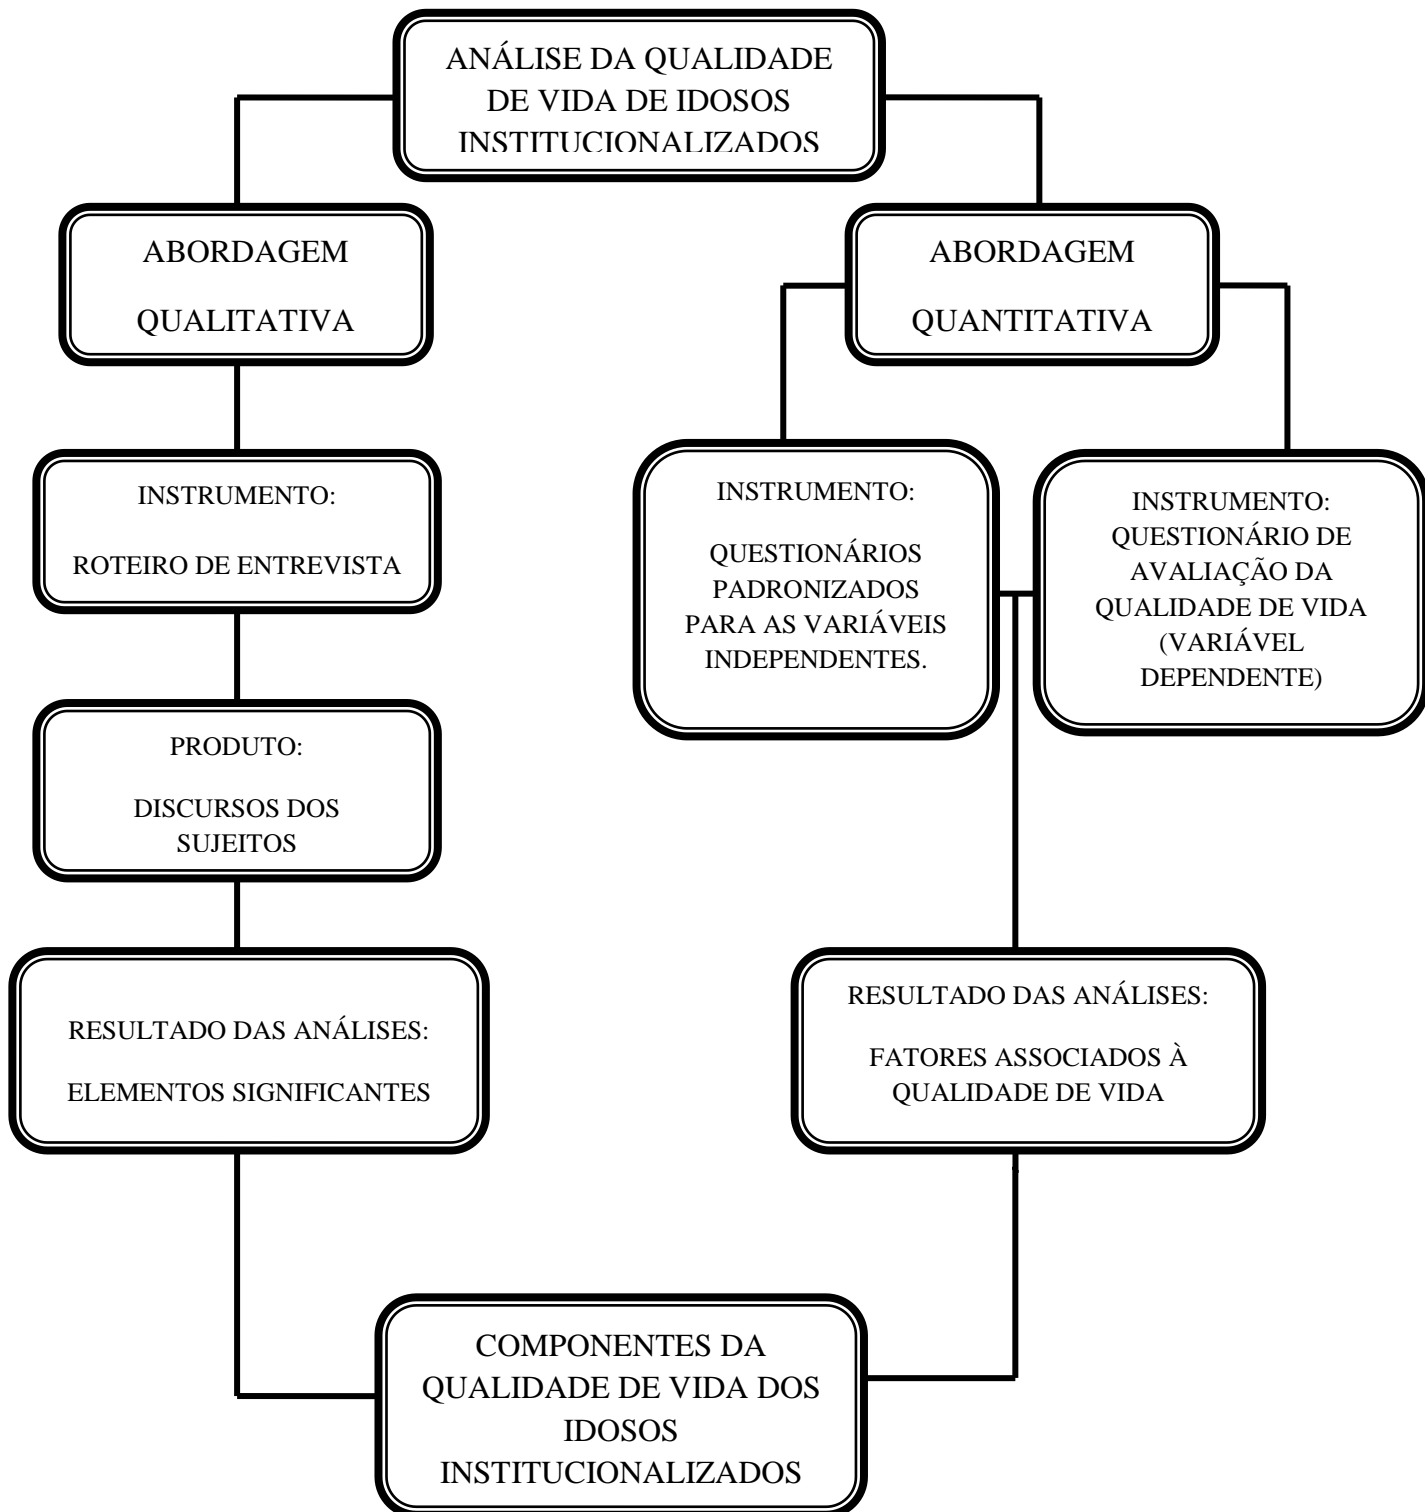 ANÁLISE DA QUALIDADE
DE VIDA DE IDOSOS
INSTITUCIONALIZADOS
ABORDAGEM
QUALITATIVA
ABORDAGEM
QUANTITATIVA
INSTRUMENTO:
ROTEIRO DE ENTREVISTA
INSTRUMENTO:
QUESTIONÁRIOS
PADRONIZADOS
PARA AS VARIÁVEIS
INDEPENDENTES.
INSTRUMENTO:
QUESTIONÁRIO DE
AVALIAÇÃO DA
QUALIDADE DE VIDA
(VARIÁVEL
DEPENDENTE)
PRODUTO:
DISCURSOS DOS
SUJEITOS
RESULTADO DAS ANÁLISES:
ELEMENTOS SIGNIFICANTES
RESULTADO DAS ANÁLISES:
FATORES ASSOCIADOS À
QUALIDADE DE VIDA
COMPONENTES DA
QUALIDADE DE VIDA DOS
IDOSOS
INSTITUCIONALIZADOS